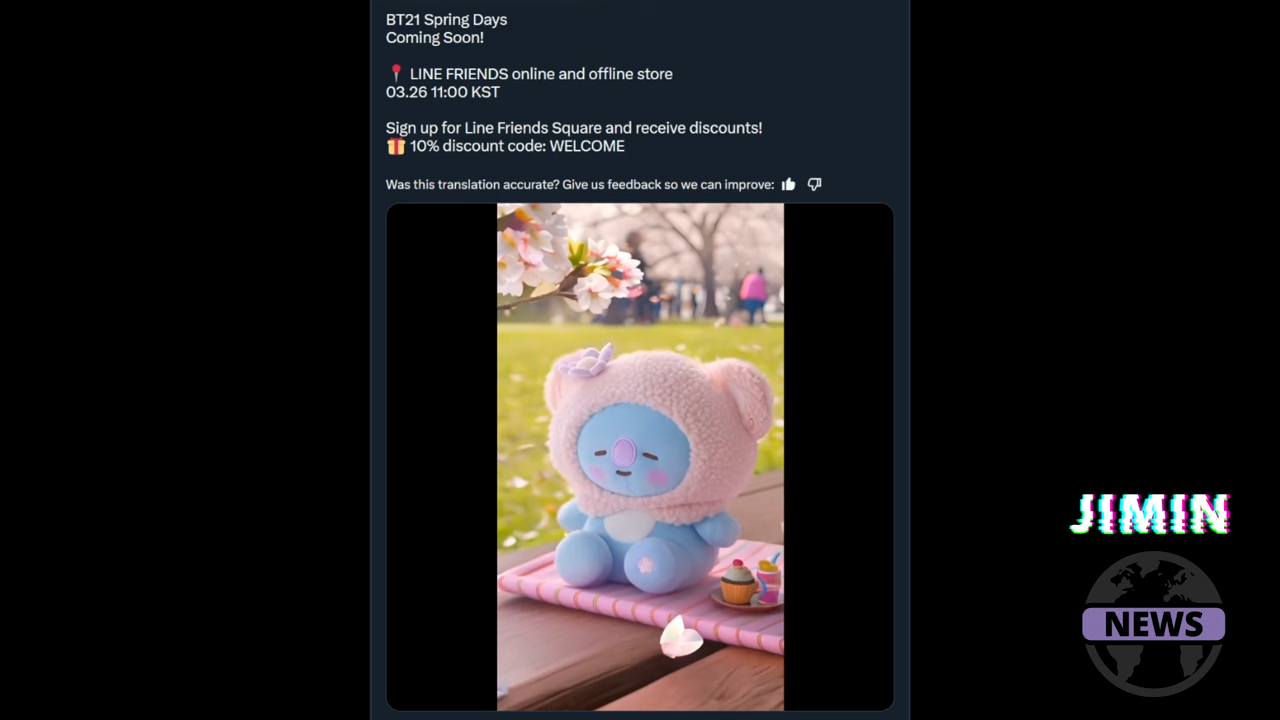 BT21 Spring Days
Coming Soon!
📍 LINE FRIENDS online and offline store
03.26 11:00 KST
Sign up for Line Friends Square and receive discounts!
🎁 10% discount code: WELCOME
Was this translation accurate? Give us feedback so we can improve:
JIMIN
NEWS